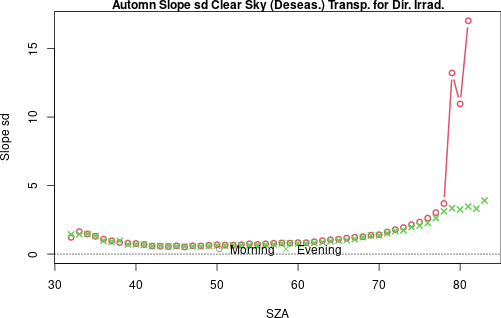 Automn Slope sd Clear Sky (Deseas.) Transp. for Dir. Irrad.
Slope sd
15
10
5
0
Morning Evening
30 40 50 60 70 80
SZA